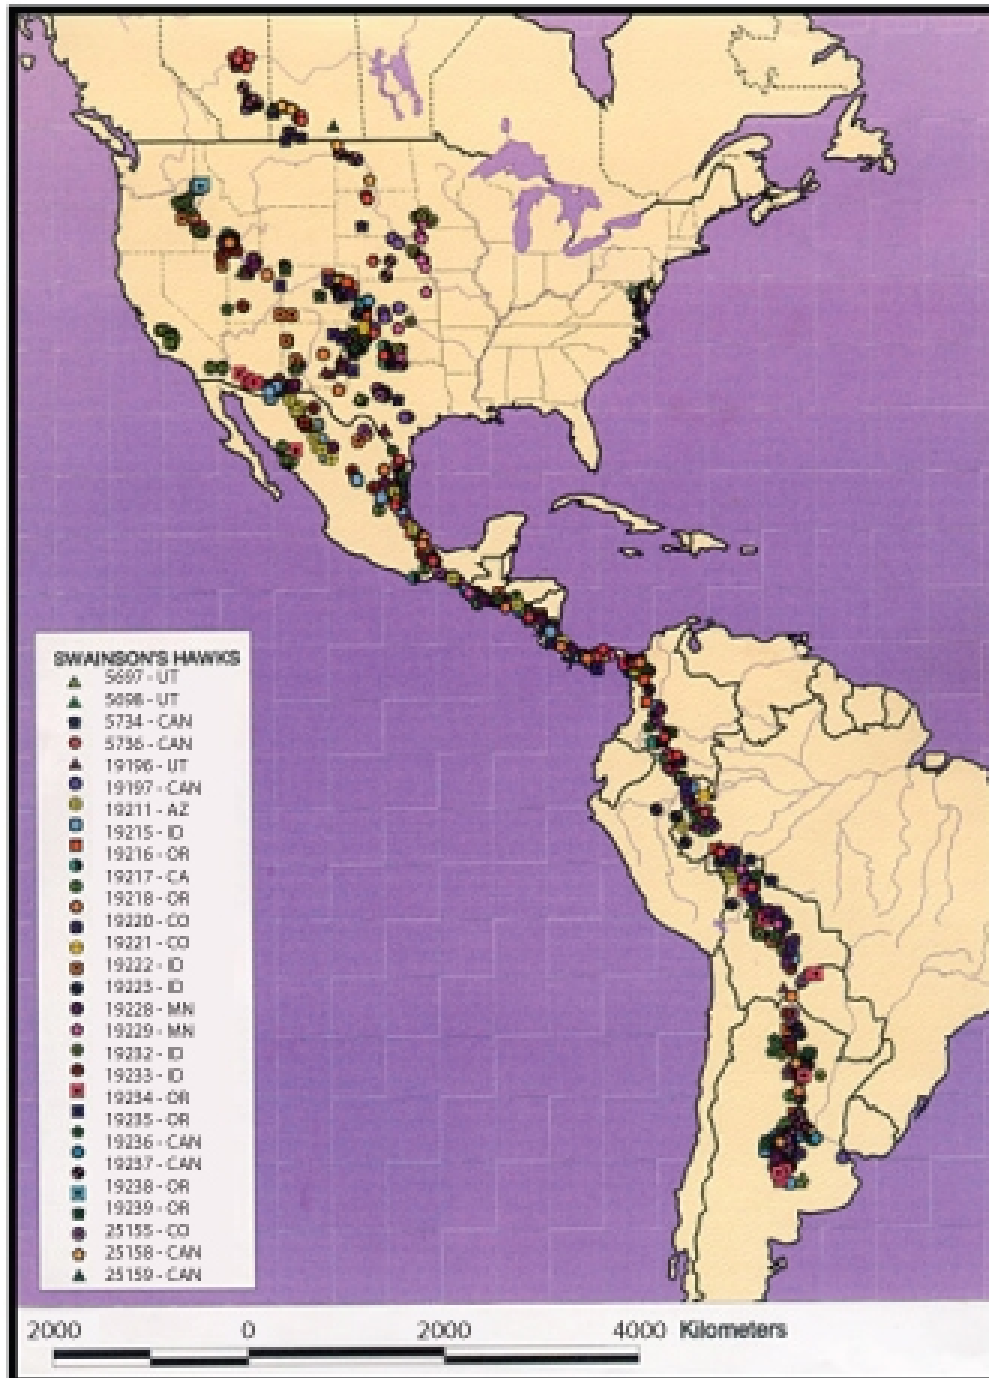 SWAINSON'S HAWKS
5697 - UT
5698 - UT
5734 - CAN
5736 - CAN
19196 - UT
19197 - CAN
19211 - AZ
19215 - ID
19216 - OR
19217 - CA
19218 - OR
19220 - CO
19221 - CO
19222 - ID
19223 - ID
19228 - MN
19229 - MN
19232 - ID
19233 - ID
19234 - OR
19235 - OR
19236 - CAN
19237 - CAN
19238 - OR
19239 - OR
25155 - CO
25158 - CAN
25159 - CAN
2000 0 2000 4000 Kilometers